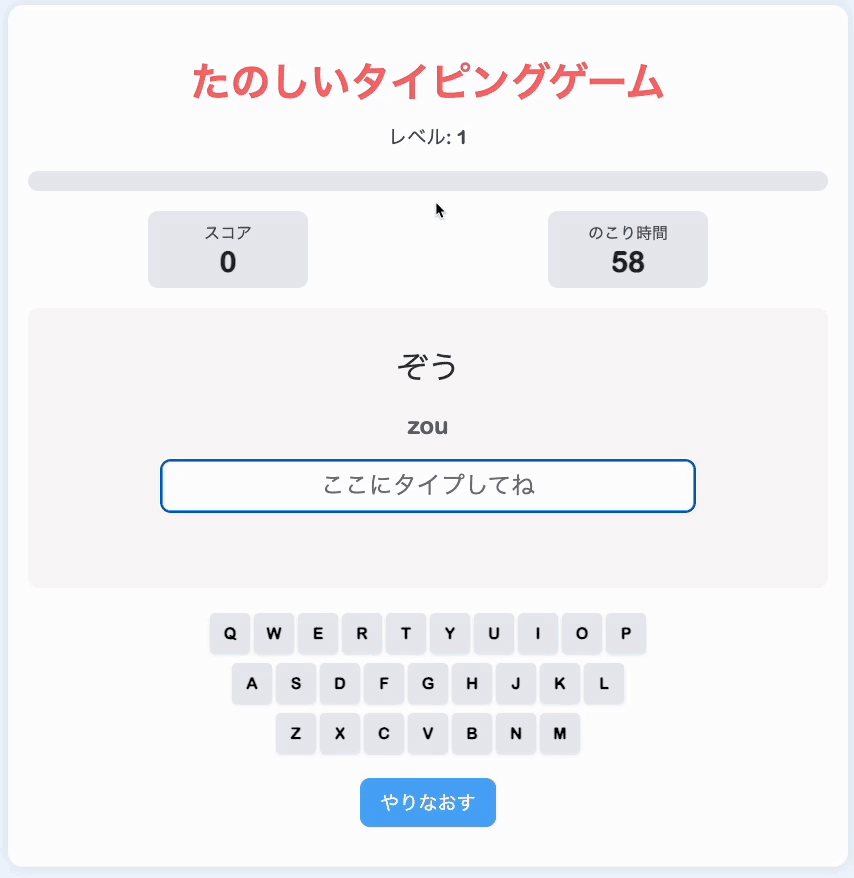 たのしいタイピングゲーム
レベル: 1
スコア
0
のこり時間
58
ぞう
zou
ここにタイプしてね
Q W E R T Y U I O P
A S D F G H J K L
Z X C V B N M
やりなおす